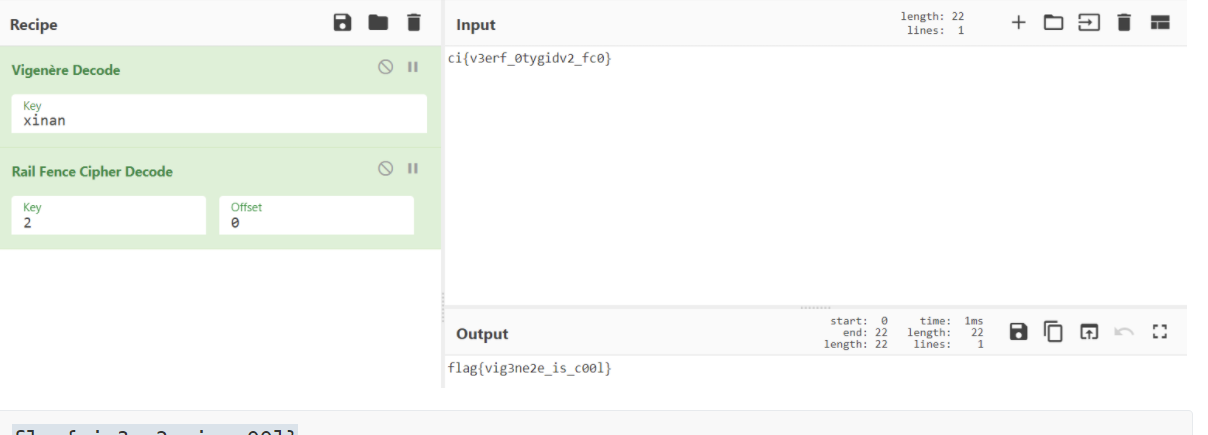 Recipe
Vigenère Decode
Key
xinan
Rail Fence Cipher Decode
Key
2
Offset
0
Input
length: 22
lines: 1
ci{v3erf_0tygidv2_fc0}
Output
start: 0 time: 1ms
end: 22 length: 22
length: 22 lines: 1
flag{vig3ne2e_is_c00l}